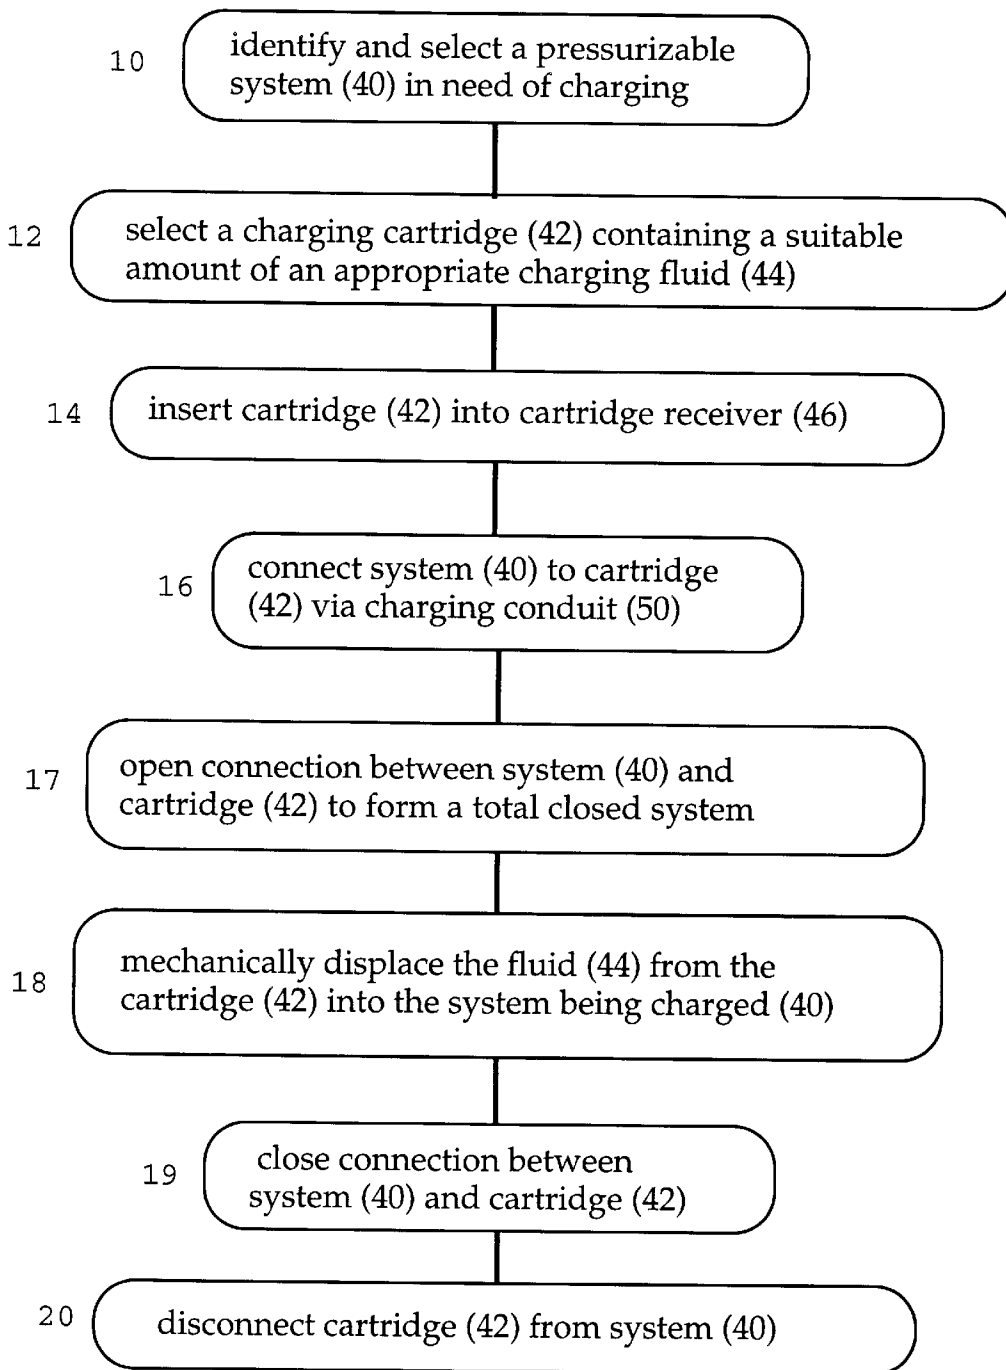 10
identify and select a pressurizable
system (40) in need of charging
12
select a charging cartridge (42) containing a suitable
amount of an appropriate charging fluid (44)
14
insert cartridge (42) into cartridge receiver (46)
16
connect system (40) to cartridge
(42) via charging conduit (50)
17
open connection between system (40) and
cartridge (42) to form a total closed system
18
mechanically displace the fluid (44) from the
cartridge (42) into the system being charged (40)
19
close connection between
system (40) and cartridge (42)
20
disconnect cartridge (42) from system (40)